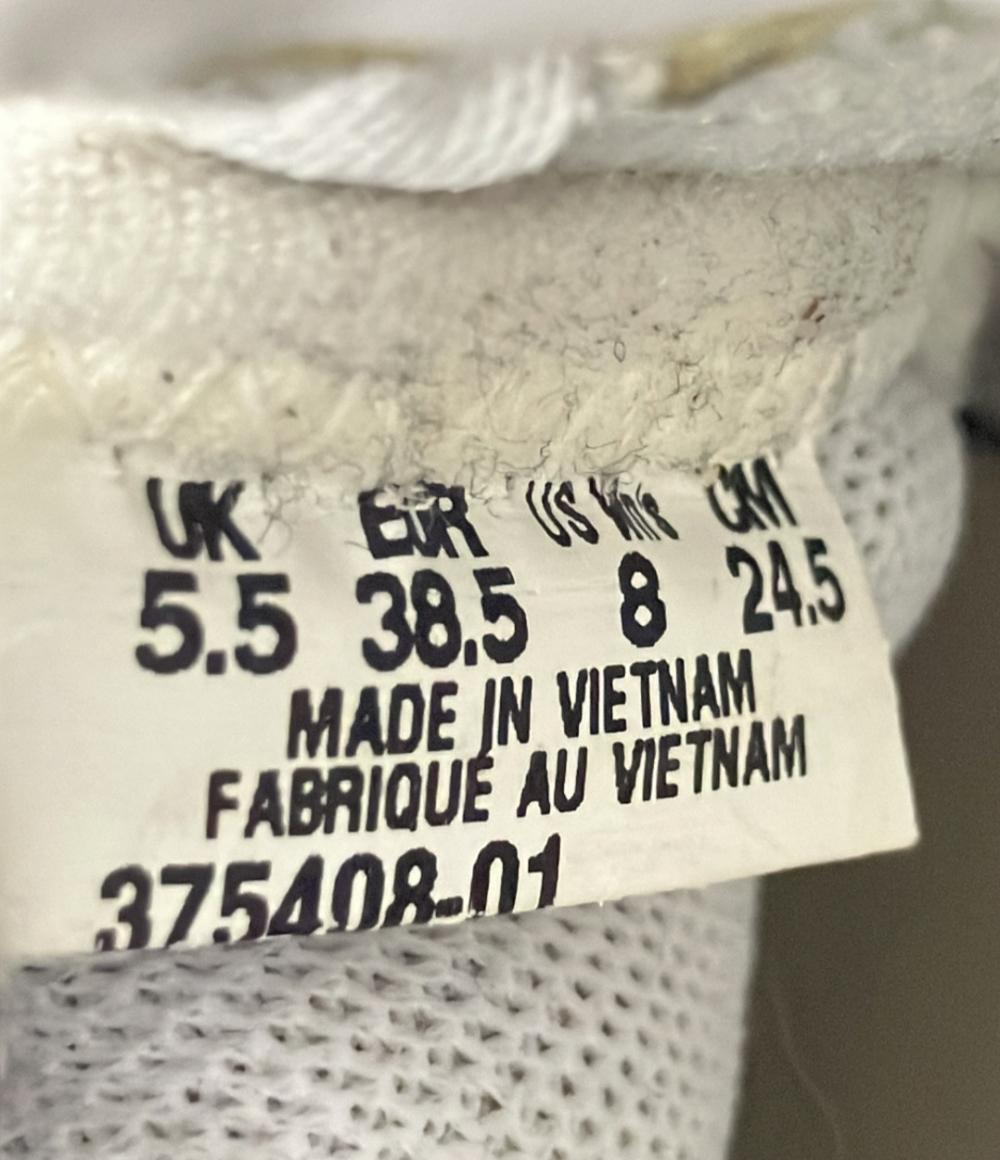 UK EUR US Wn's CM
5.5 38.5 8 24.5
MADE IN VIETNAM
FABRIQUÉ AU VIETNAM
375408-01